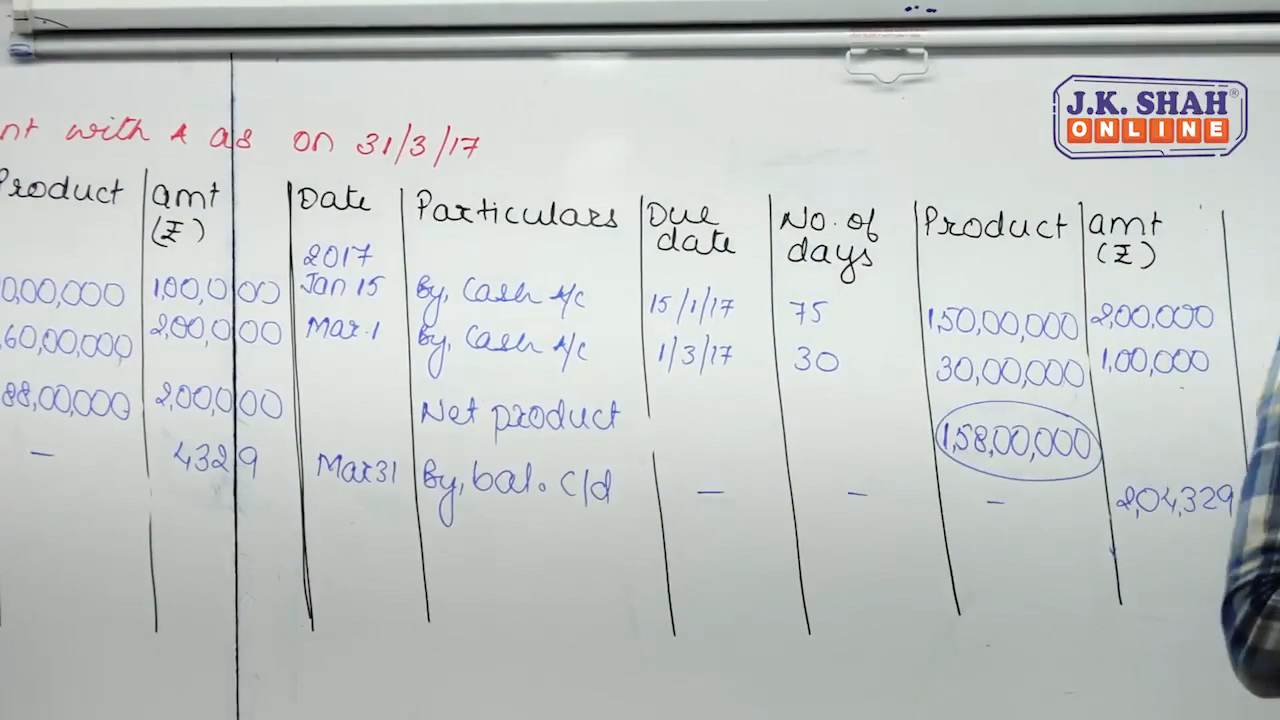 J.K. SHAH®
ONLINE
nt with A as on 31/3/17
Product amt (₹) Date Particulars Due date No. of days Product amt (₹)
2017
0,00,000 1,00,000 Jan 15 By, Cash A/c 15/1/17 75 1,50,00,000 2,00,000
60,00,000 2,00,000 Mar.1 By, Cash A/c 1/3/17 30 30,00,000 1,00,000
88,00,000 2,00,000 Net product 1,58,00,000
— 4329 Mar 31 By, bal. c/d — — — 2,04,329